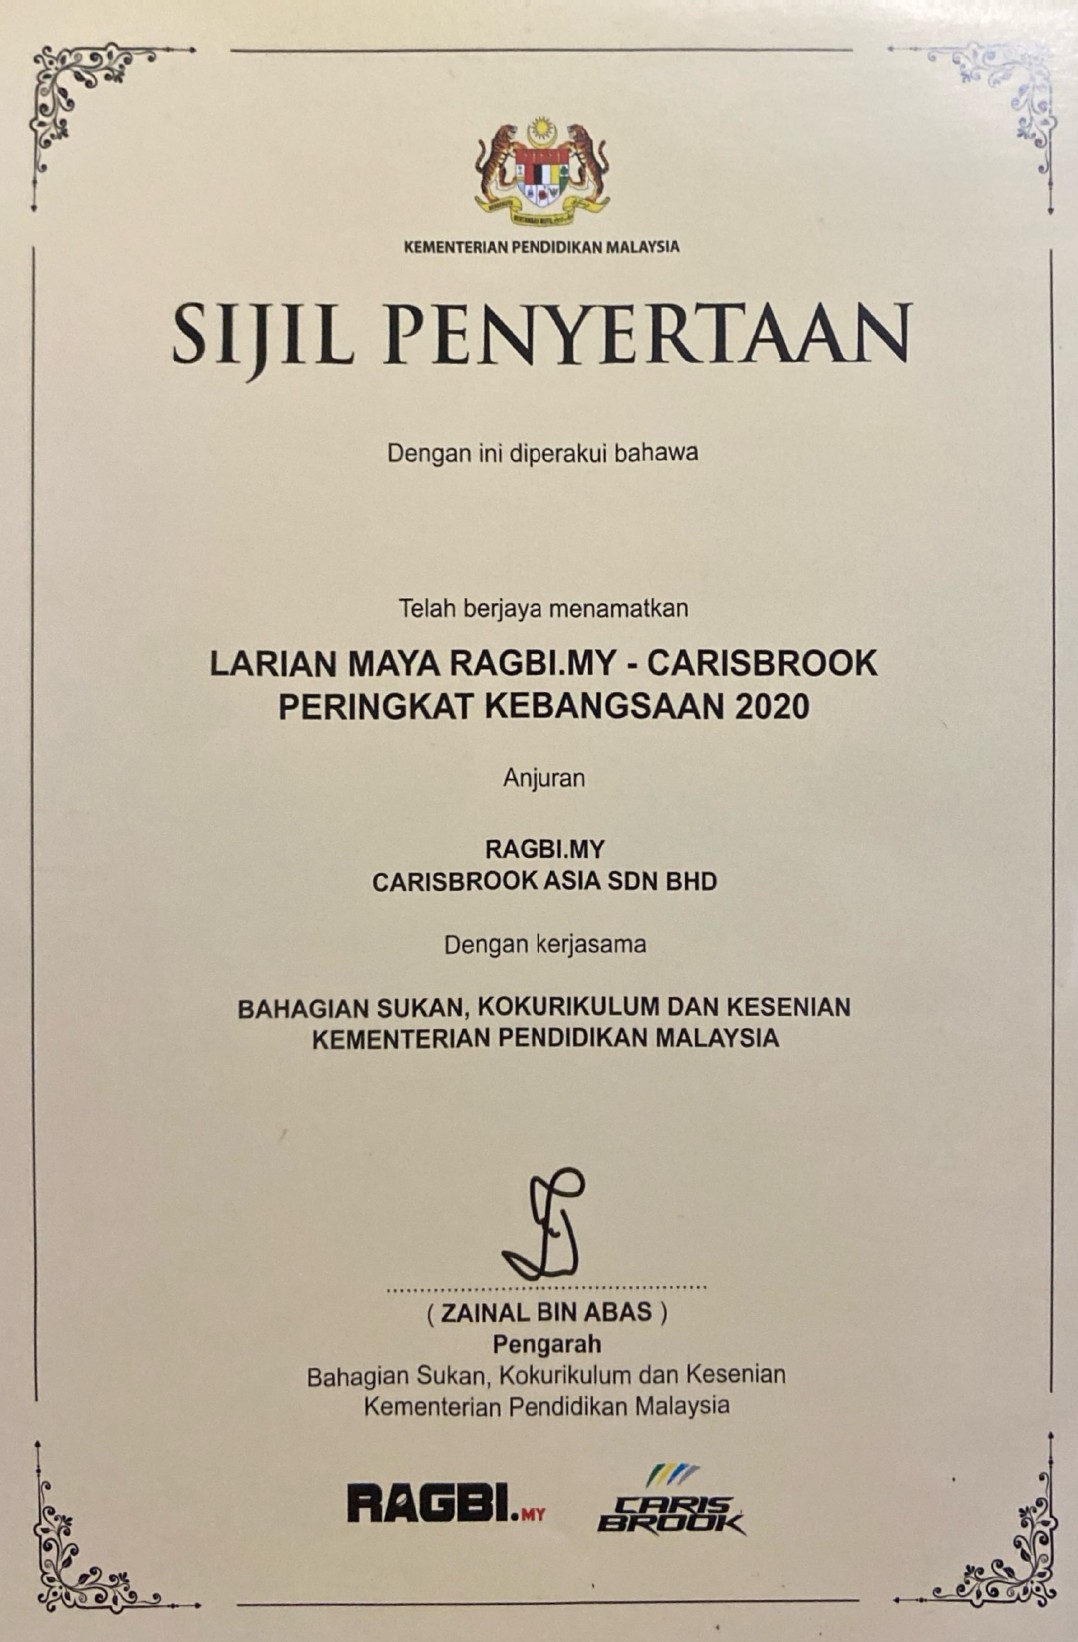 KEMENTERIAN PENDIDIKAN MALAYSIA
SIJIL PENYERTAAN
Dengan ini diperakui bahawa
Telah berjaya menamatkan
LARIAN MAYA RAGBI.MY - CARISBROOK
PERINGKAT KEBANGSAAN 2020
Anjuran
RAGBI.MY
CARISBROOK ASIA SDN BHD
Dengan kerjasama
BAHAGIAN SUKAN, KOKURIKULUM DAN KESENIAN
KEMENTERIAN PENDIDIKAN MALAYSIA
( ZAINAL BIN ABAS )
Pengarah
Bahagian Sukan, Kokurikulum dan Kesenian
Kementerian Pendidikan Malaysia
RAGBI.MY
CARIS
BROOK